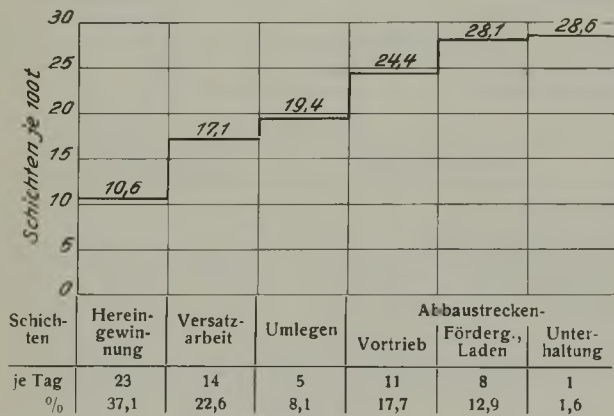 30
28,1
28,6
25
24,4
20
19,4
17,1
15
10,6
10
5
0
Schichten je 100t
Schich-
ten
Herein-
gewin-
nung
Versatz-
arbeit
Umlegen
Abbaustrecken-
Vortrieb
Förderg.,
Laden
Unter-
haltung
je Tag 23 14 5 11 8 1
% 37,1 22,6 8,1 17,7 12,9 1,6